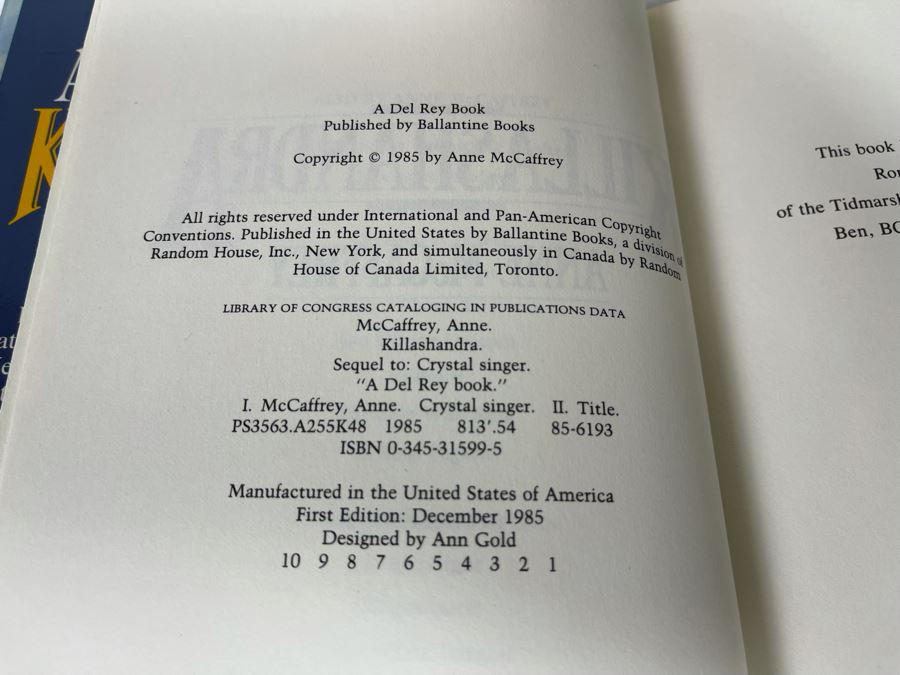 A Del Rey Book
Published by Ballantine Books
Copyright © 1985 by Anne McCaffrey
All rights reserved under International and Pan-American Copyright
Conventions. Published in the United States by Ballantine Books, a division of
Random House, Inc., New York, and simultaneously in Canada by Random
House of Canada Limited, Toronto.
LIBRARY OF CONGRESS CATALOGING IN PUBLICATIONS DATA
McCaffrey, Anne.
Killashandra.
Sequel to: Crystal singer.
"A Del Rey book."
I. McCaffrey, Anne. Crystal singer. II. Title.
PS3563.A255K48 1985 813'.54 85-6193
ISBN 0-345-31599-5
Manufactured in the United States of America
First Edition: December 1985
Designed by Ann Gold
10 9 8 7 6 5 4 3 2 1
This book
of the Tidmarsh
Ben, BC